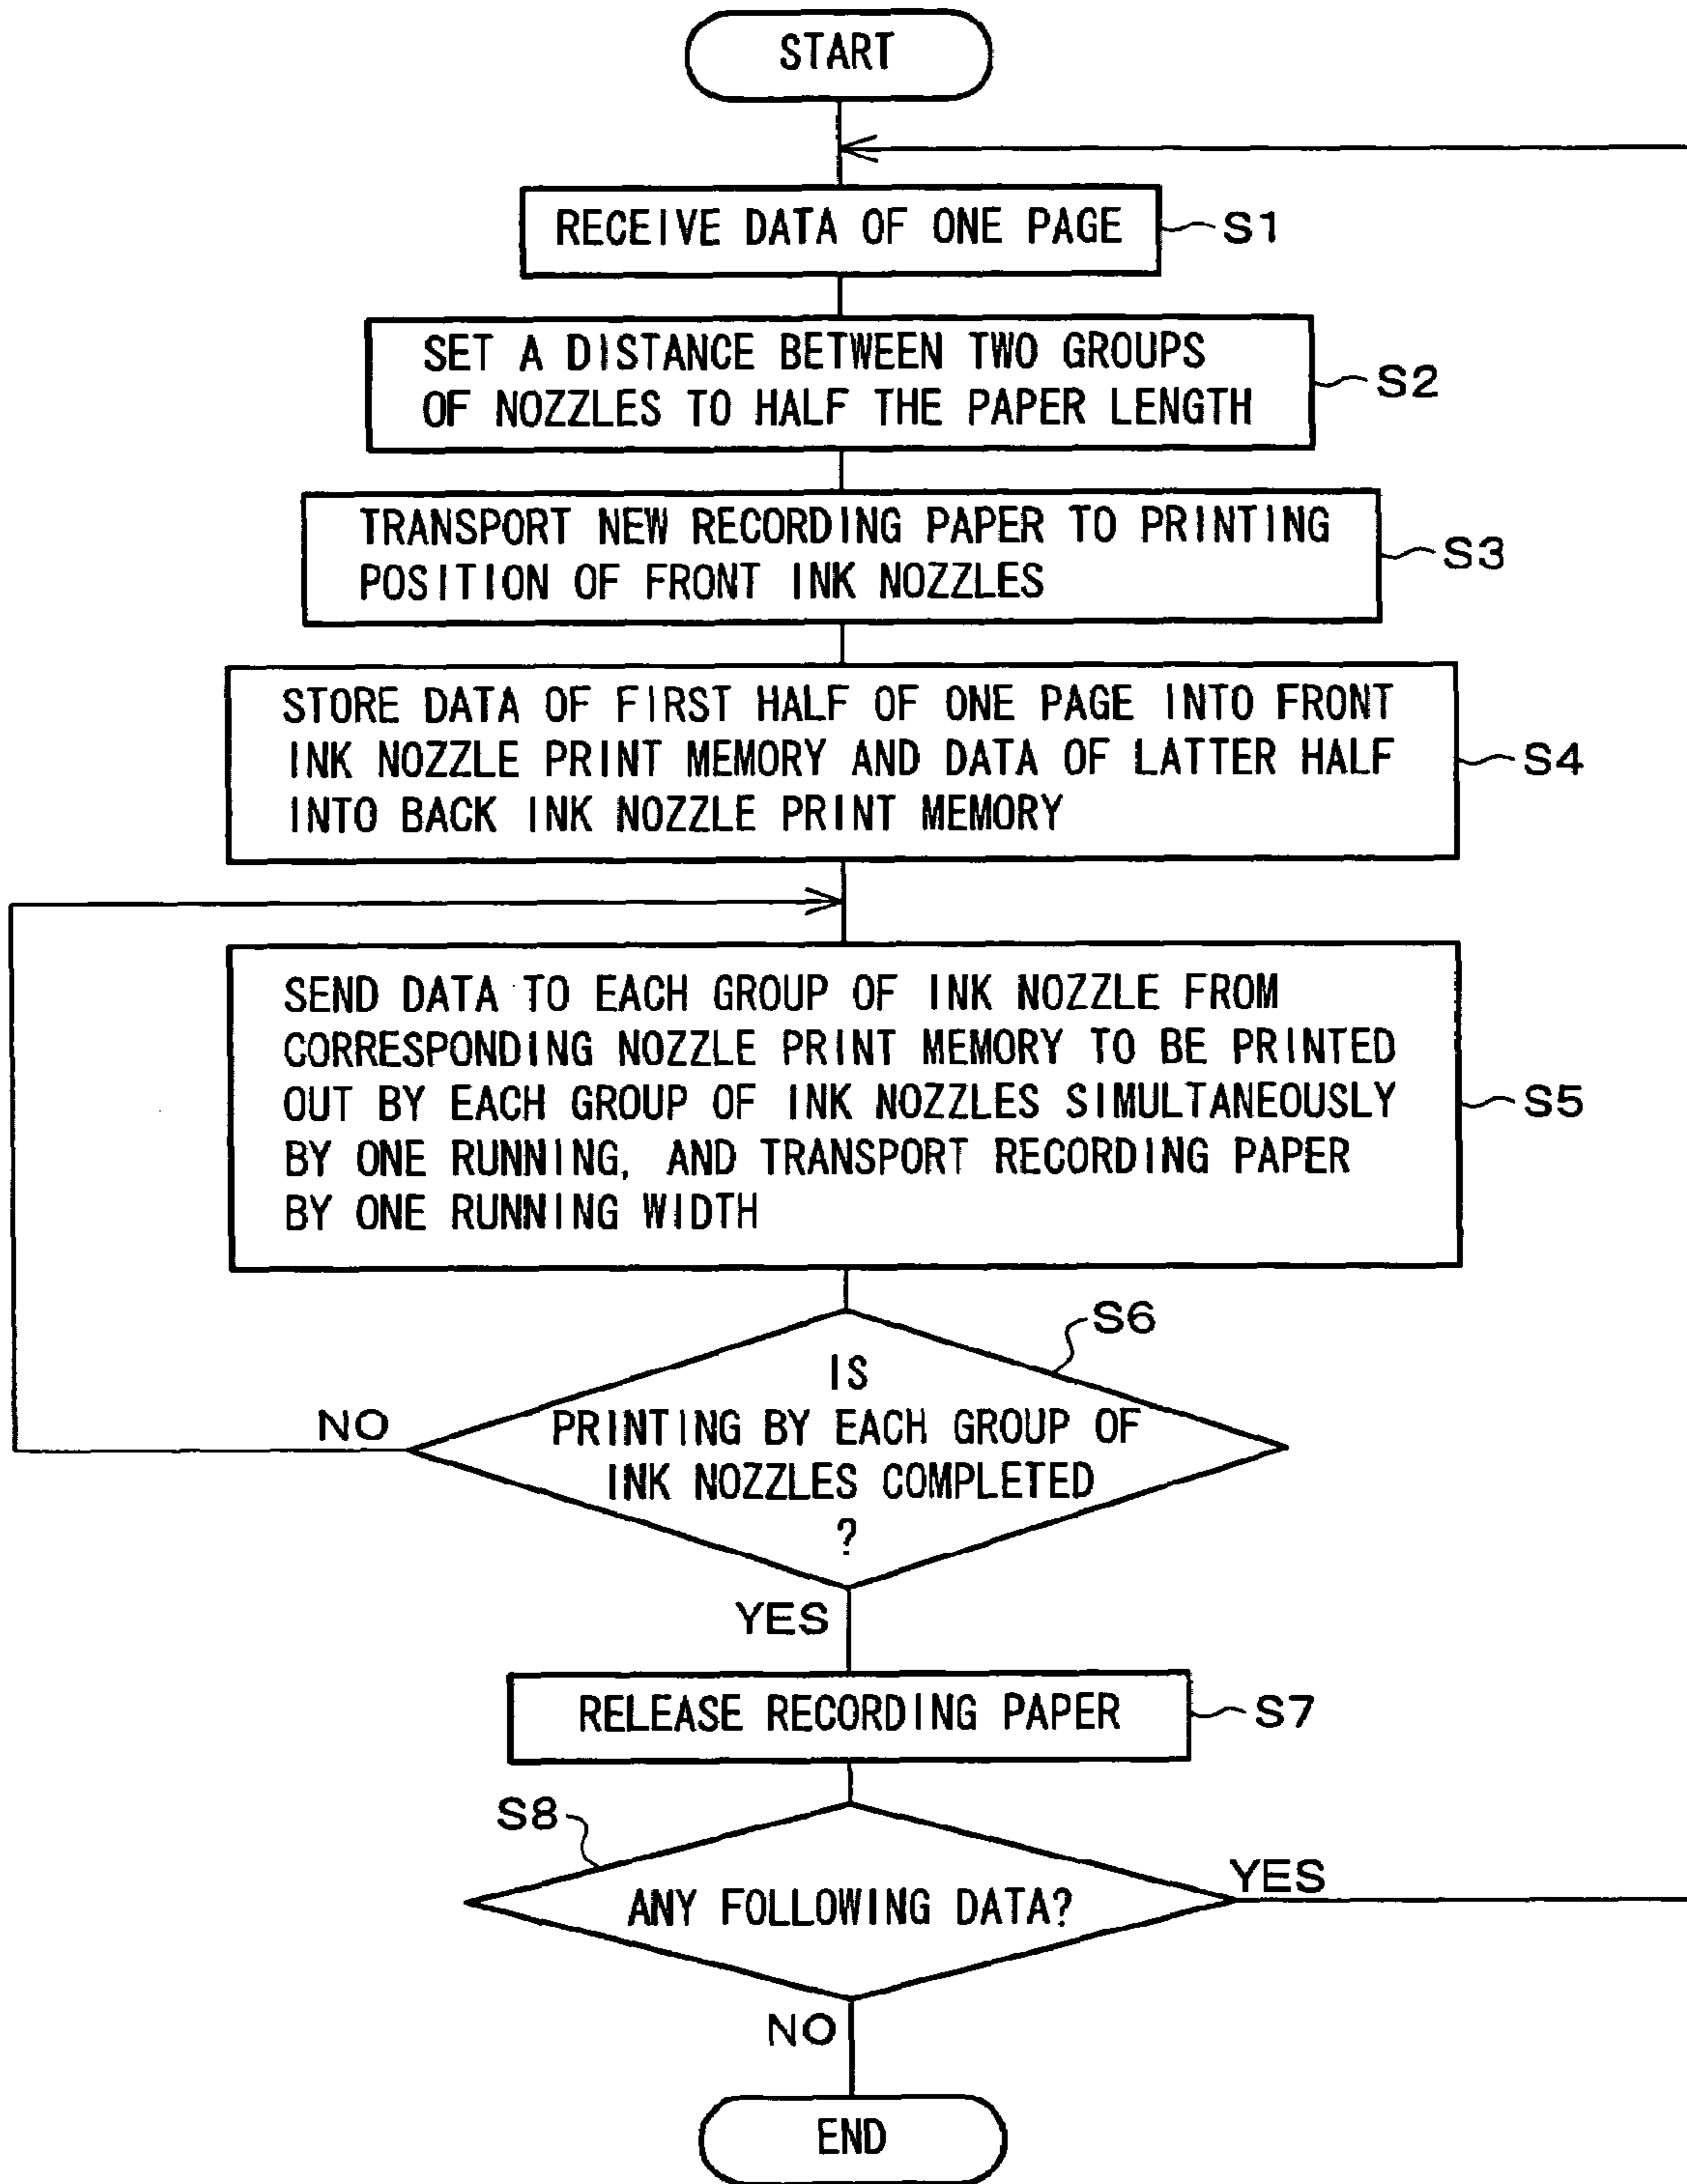 START
RECEIVE DATA OF ONE PAGE
S1
SET A DISTANCE BETWEEN TWO GROUPS
OF NOZZLES TO HALF THE PAPER LENGTH
S2
TRANSPORT NEW RECORDING PAPER TO PRINTING
POSITION OF FRONT INK NOZZLES
S3
STORE DATA OF FIRST HALF OF ONE PAGE INTO FRONT
INK NOZZLE PRINT MEMORY AND DATA OF LATTER HALF
INTO BACK INK NOZZLE PRINT MEMORY
S4
SEND DATA TO EACH GROUP OF INK NOZZLE FROM
CORRESPONDING NOZZLE PRINT MEMORY TO BE PRINTED
OUT BY EACH GROUP OF INK NOZZLES SIMULTANEOUSLY
BY ONE RUNNING, AND TRANSPORT RECORDING PAPER
BY ONE RUNNING WIDTH
S5
S6
IS
PRINTING BY EACH GROUP OF
INK NOZZLES COMPLETED
?
NO
YES
RELEASE RECORDING PAPER
S7
S8
ANY FOLLOWING DATA?
YES
NO
END